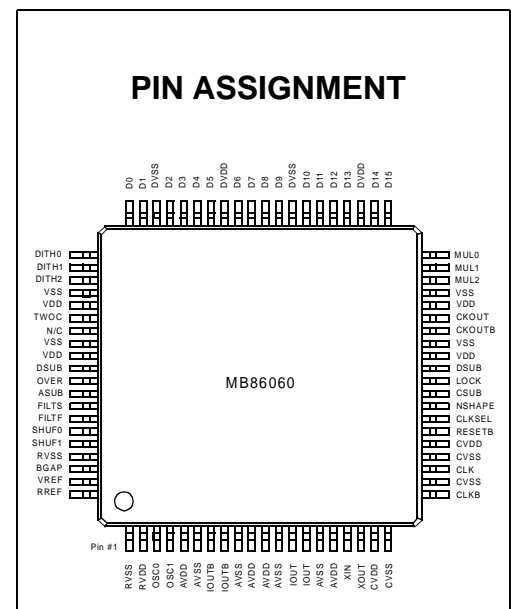 PIN ASSIGNMENT
D0
D1
DVSS
D2
D3
D4
D5
DVDD
D6
D7
D8
D9
DVSS
D10
D11
D12
D13
DVDD
D14
D15
DITH0
DITH1
DITH2
VSS
VDD
TWOC
N/C
VSS
VDD
DSUB
OVER
ASUB
FILTS
FILTF
SHUF0
SHUF1
RVSS
BGAP
VREF
RREF
MB86060
MUL0
MUL1
MUL2
VSS
VDD
CKOUT
CKOUTB
VSS
VDD
DSUB
LOCK
CSUB
NSHAPE
CLKSEL
RESETB
CVDD
CVSS
CLK
CVSS
CLKB
Pin #1
RVSS
RVDD
OSC0
OSC1
AVDD
AVSS
IOUTB
IOUTB
AVSS
AVDD
AVDD
AVSS
IOUT
IOUT
AVSS
AVDD
XIN
XOUT
CVDD
CVSS